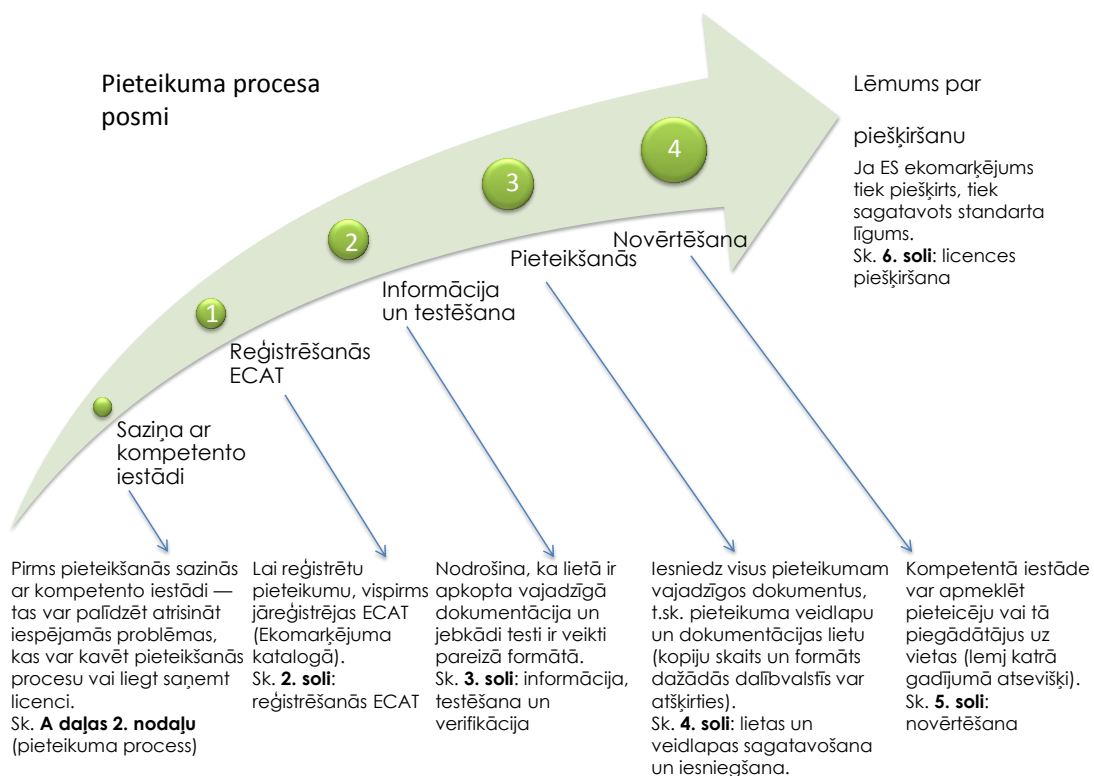 Pieteikuma procesa
posmi
Lēmums par
piešķiršanu
Ja ES ekomarķējums
tiek piešķirts, tiek
sagatavots standarta
līgums.
Sk. 6. soli: licences
piešķiršana
4
3
2
1
Novērtēšana
Pieteikšanās
Informācija
un testēšana
Reģistrēšanās
ECAT
Saziņa ar
kompetento
iestādi
Pirms pieteikšanās sazinās
ar kompetento iestādi —
tas var palīdzēt atrisināt
iespējamās problēmas,
kas var kavēt pieteikšanās
procesu vai liegt saņemt
licenci.
Sk. A daļas 2. nodaļu
(pieteikuma process)
Lai reģistrētu
pieteikumu, vispirms
jāreģistrējas ECAT
(Ekomarķējuma
katalogā).
Sk. 2. soli:
reģistrēšanās ECAT
Nodrošina, ka lietā ir
apkopta vajadzīgā
dokumentācija un
jebkādi testi ir veikti
pareizā formātā.
Sk. 3. soli: informācija,
testēšana un
verifikācija
Iesniedz visus pieteikumam
vajadzīgos dokumentus,
t.sk. pieteikuma veidlapu
un dokumentācijas lietu
(kopiju skaits un formāts
dažādās dalībvalstīs var
atšķirties).
Sk. 4. soli: lietas un
veidlapas sagatavošana
un iesniegšana.
Kompetentā iestāde
var apmeklēt
pieteicēju vai tā
piegādātājus uz
vietas (lemj katrā
gadījumā atsevišķi).
Sk. 5. soli:
novērtēšana